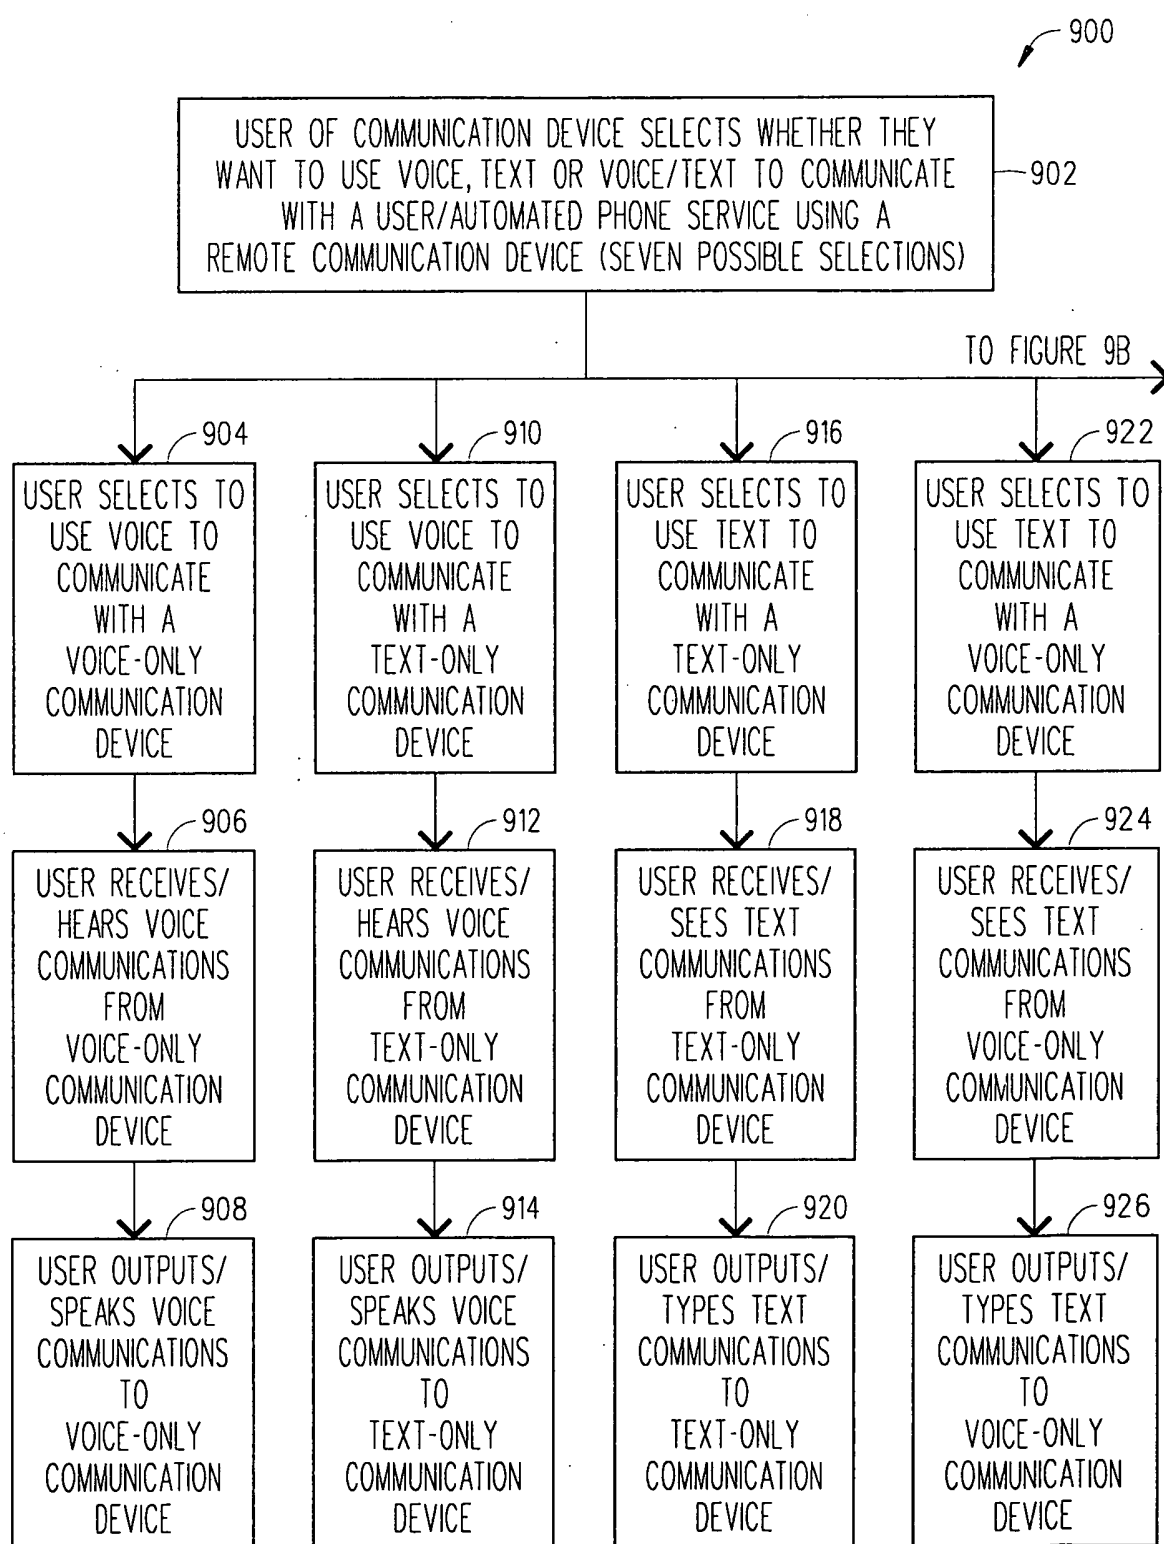 900
USER OF COMMUNICATION DEVICE SELECTS WHETHER THEY
WANT TO USE VOICE, TEXT OR VOICE/TEXT TO COMMUNICATE
WITH A USER/AUTOMATED PHONE SERVICE USING A
REMOTE COMMUNICATION DEVICE (SEVEN POSSIBLE SELECTIONS)
902
TO FIGURE 9B
904
USER SELECTS TO
USE VOICE TO
COMMUNICATE
WITH A
VOICE-ONLY
COMMUNICATION
DEVICE
910
USER SELECTS TO
USE VOICE TO
COMMUNICATE
WITH A
TEXT-ONLY
COMMUNICATION
DEVICE
916
USER SELECTS TO
USE TEXT TO
COMMUNICATE
WITH A
TEXT-ONLY
COMMUNICATION
DEVICE
922
USER SELECTS TO
USE TEXT TO
COMMUNICATE
WITH A
VOICE-ONLY
COMMUNICATION
DEVICE
906
USER RECEIVES/
HEARS VOICE
COMMUNICATIONS
FROM
VOICE-ONLY
COMMUNICATION
DEVICE
912
USER RECEIVES/
HEARS VOICE
COMMUNICATIONS
FROM
TEXT-ONLY
COMMUNICATION
DEVICE
918
USER RECEIVES/
SEES TEXT
COMMUNICATIONS
FROM
TEXT-ONLY
COMMUNICATION
DEVICE
924
USER RECEIVES/
SEES TEXT
COMMUNICATIONS
FROM
VOICE-ONLY
COMMUNICATION
DEVICE
908
USER OUTPUTS/
SPEAKS VOICE
COMMUNICATIONS
TO
VOICE-ONLY
COMMUNICATION
DEVICE
914
USER OUTPUTS/
SPEAKS VOICE
COMMUNICATIONS
TO
TEXT-ONLY
COMMUNICATION
DEVICE
920
USER OUTPUTS/
TYPES TEXT
COMMUNICATIONS
TO
TEXT-ONLY
COMMUNICATION
DEVICE
926
USER OUTPUTS/
TYPES TEXT
COMMUNICATIONS
TO
VOICE-ONLY
COMMUNICATION
DEVICE